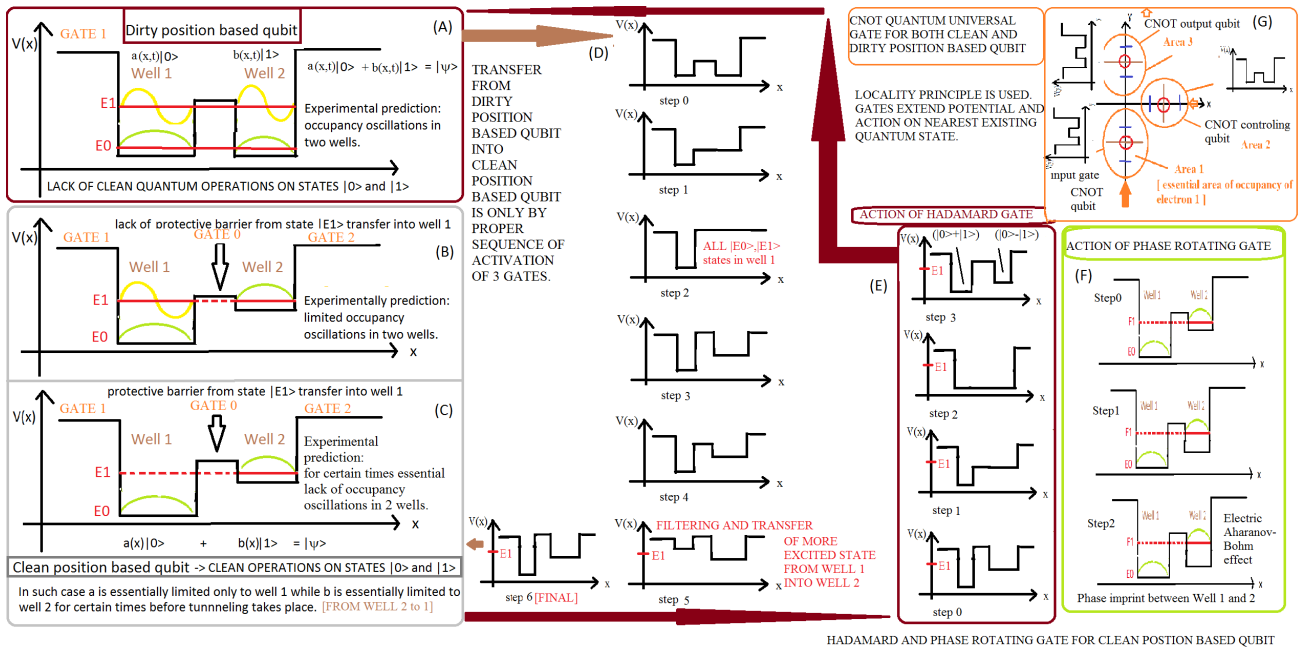 Dirty position based qubit
(A)
V(x)
GATE 1
a(x,t)|0>
b(x,t)|1>
Well 1
Well 2
a(x,t)|0> + b(x,t)|1> = |ψ>
E1
E0
Experimental prediction:
occupancy oscillations in
two wells.
x
LACK OF CLEAN QUANTUM OPERATIONS ON STATES |0> and |1>
lack of protective barrier from state |E1> transfer into well 1
V(x)
GATE 1
GATE 0
GATE 2
(B)
Well 1
Well 2
E1
E0
Experimentally prediction:
limited occupancy
oscillations in two wells.
x
protective barrier from state |E1> transfer into well 1
V(x)
GATE 1
GATE 0
GATE 2
(C)
Well 1
Well 2
E1
E0
Experimental
prediction:
for certain times essential
lack of occupancy
oscillations in 2 wells.
x
a(x)|0> + b(x)|1> = |ψ>
Clean position based qubit -> CLEAN OPERATIONS ON STATES |0> and |1>
In such case a is essentially limited only to well 1 while b is essentially limited to
well 2 for certain times before tunnneling takes place. [FROM WELL 2 to 1]
(D)
TRANSFER
FROM
DIRTY
POSITION
BASED QUBIT
INTO
CLEAN
POSITION
BASED QUBIT
IS ONLY BY
PROPER
SEQUENCE OF
ACTIVATION
OF 3 GATES.
V(x)
x
step 0
V(x)
x
step 1
V(x)
ALL |E0>,|E1>
states in well 1
x
step 2
V(x)
x
step 3
V(x)
x
step 4
V(x)
FILTERING AND TRANSFER
OF MORE
EXCITED STATE
FROM WELL 1
INTO WELL 2
E1
x
step 5
V(x)
E1
x
step 6 [FINAL]
ACTION OF HADAMARD GATE
(E)
V(x)
(|0>+|1>)
(|0>-|1>)
E1
x
step 3
V(x)
E1
x
step 2
V(x)
E1
x
step 1
V(x)
E1
x
step 0
CNOT QUANTUM UNIVERSAL
GATE FOR BOTH CLEAN AND
DIRTY POSITION BASED QUBIT
LOCALITY PRINCIPLE IS USED.
GATES EXTEND POTENTIAL AND
ACTION ON NEAREST EXISTING
QUANTUM STATE.
(G)
Y
CNOT output qubit
Area 3
x
CNOT controling
qubit
Area 2
input gate
CNOT
qubit
Area 1
[ essential area of occupancy of
electron 1 ]
ACTION OF PHASE ROTATING GATE
(F)
Step0
Well 1
Well 2
E1
E0
x
Step1
Well 1
Well 2
E1
E0
x
Step2
Well 1
Well 2
E1
E0
x
Electric
Aharanov-
Bohm
effect
Phase imprint between Well 1 and 2
HADAMARD AND PHASE ROTATING GATE FOR CLEAN POSTION BASED QUBIT